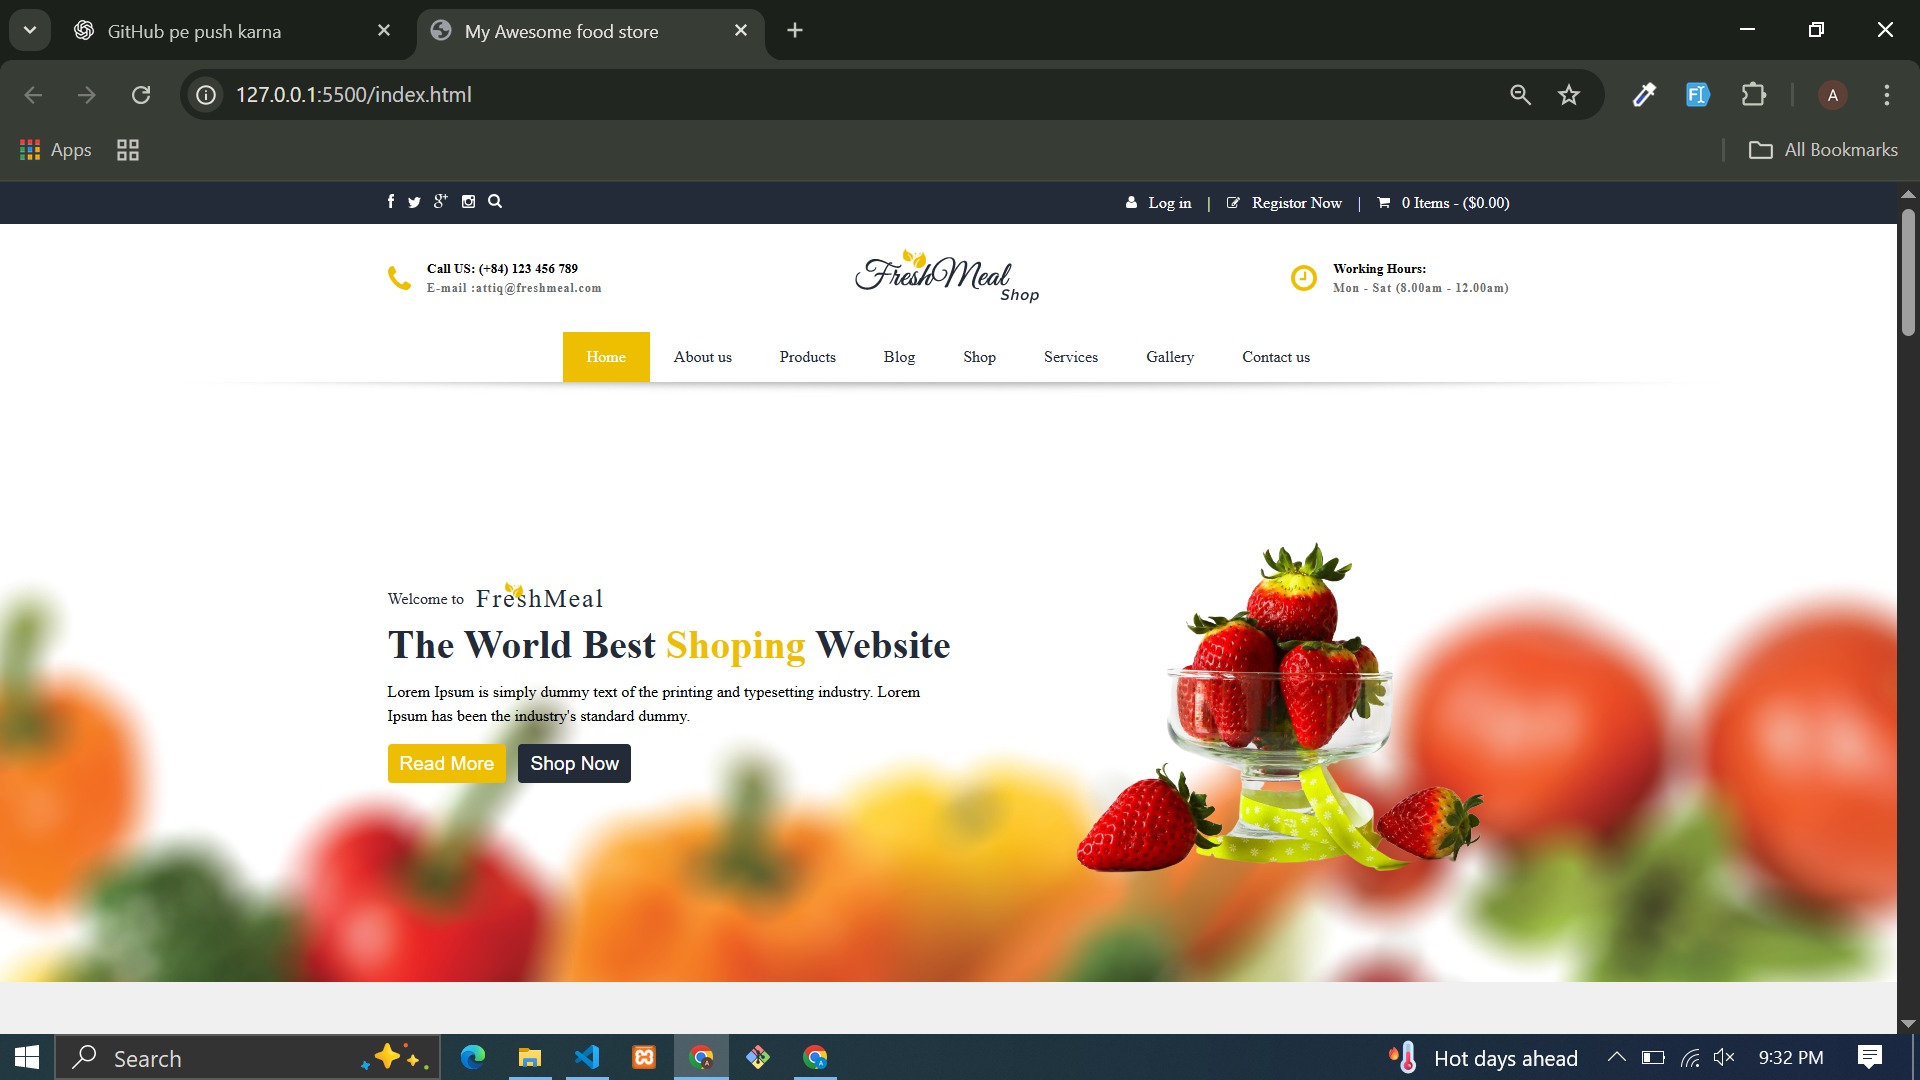 GitHub pe push karna
My Awesome food store
127.0.0.1:5500/index.html
A
Apps
All Bookmarks
Log in | Registor Now | 0 Items - ($0.00)
Call US: (+84) 123 456 789
E-mail :attiq@freshmeal.com
FreshMeal
Shop
Working Hours:
Mon - Sat (8.00am - 12.00am)
Home About us Products Blog Shop Services Gallery Contact us
Welcome to FreshMeal
The World Best Shoping Website
Lorem Ipsum is simply dummy text of the printing and typesetting industry. Lorem
Ipsum has been the industry's standard dummy.
Read More Shop Now
Search
Hot days ahead
9:32 PM